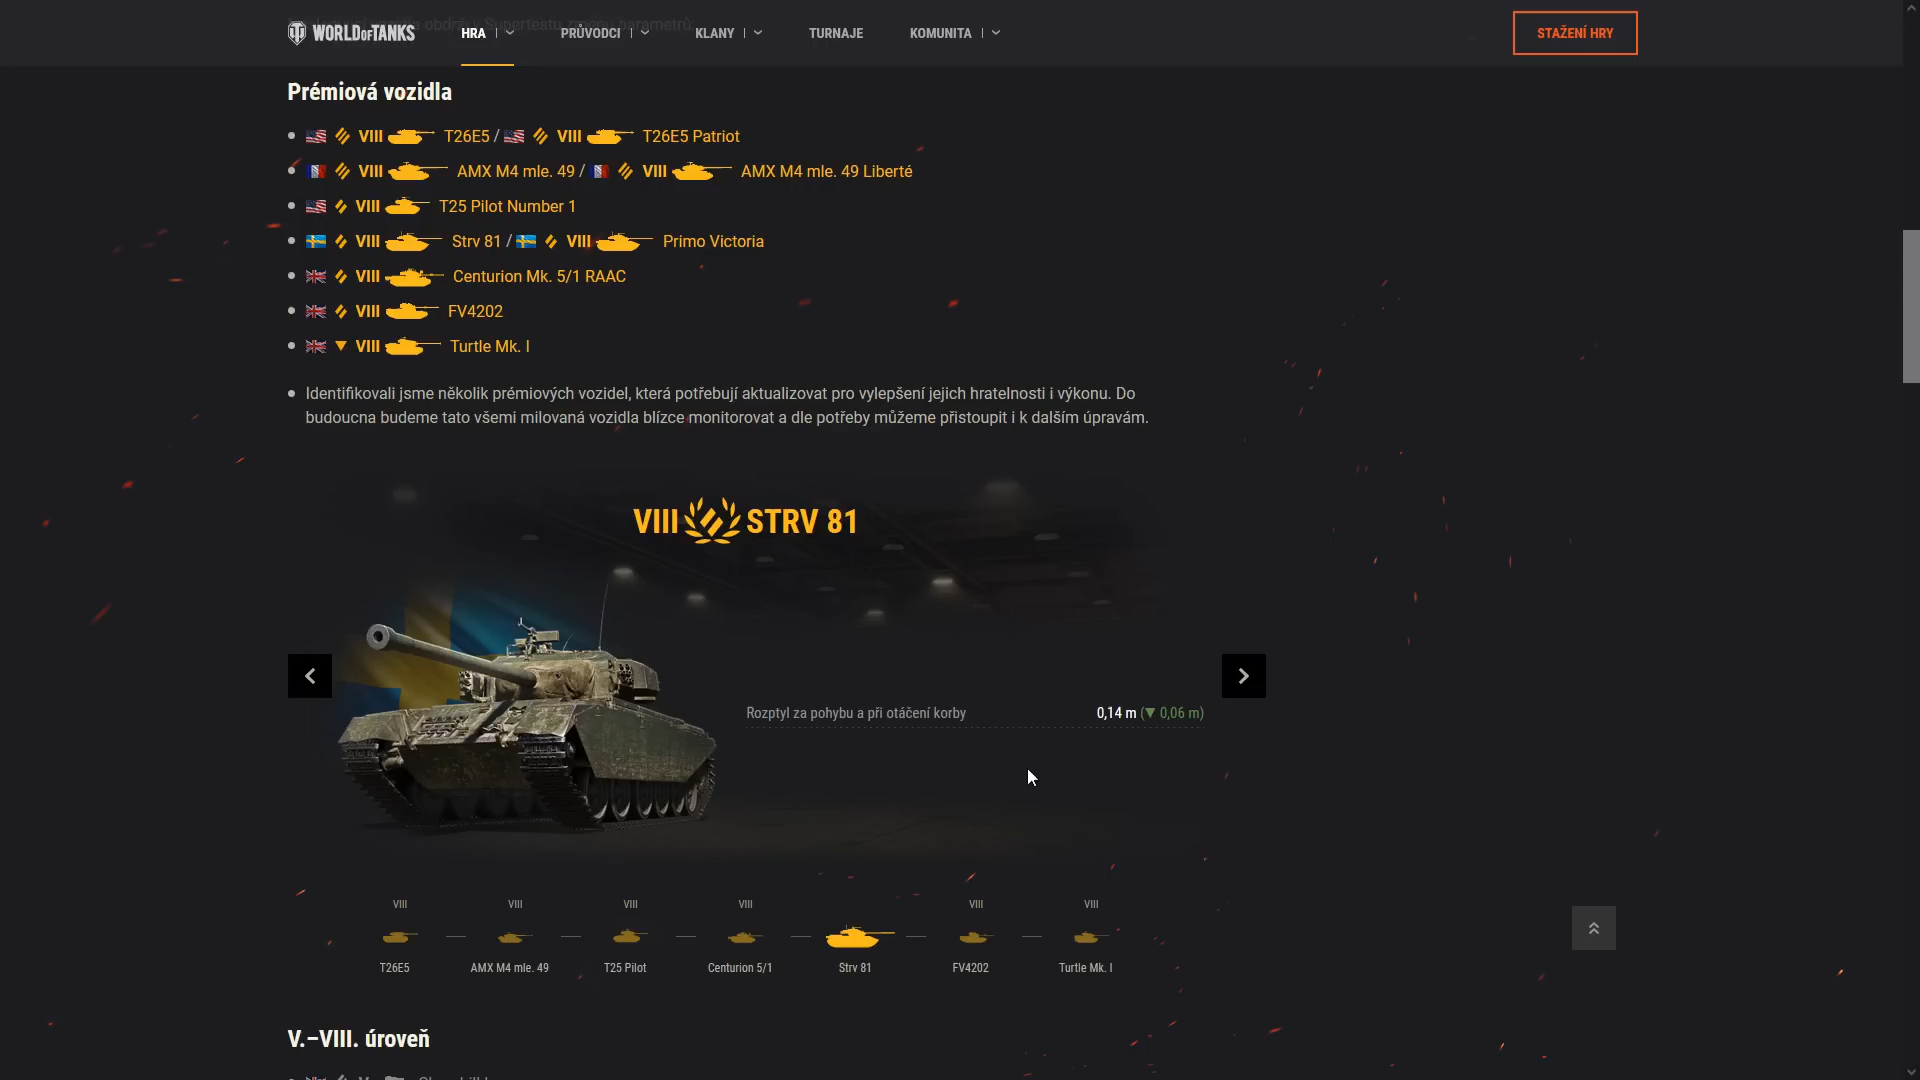 WORLD OF TANKS HRA PRŮVODCI KLANY TURNAJE KOMUNITA STAŽENÍ HRY
Prémiová vozidla
VIII T26E5 / VIII T26E5 Patriot
VIII AMX M4 mle. 49 / VIII AMX M4 mle. 49 Liberté
VIII T25 Pilot Number 1
VIII Strv 81 / VIII Primo Victoria
VIII Centurion Mk. 5/1 RAAC
VIII FV4202
VIII Turtle Mk. I
Identifikovali jsme několik prémiových vozidel, která potřebují aktualizovat pro vylepšení jejich hratelnosti i výkonu. Do
budoucna budeme tato všemi milovaná vozidla blízce monitorovat a dle potřeby můžeme přistoupit i k dalším úpravám.
VIII STRV 81
Rozptyl za pohybu a při otáčení korby 0,14 m (▼ 0,06 m)
VIII VIII VIII VIII VIII VIII
T26E5 AMX M4 mle. 49 T25 Pilot Centurion 5/1 Strv 81 FV4202 Turtle Mk. I
V.–VIII. úroveň